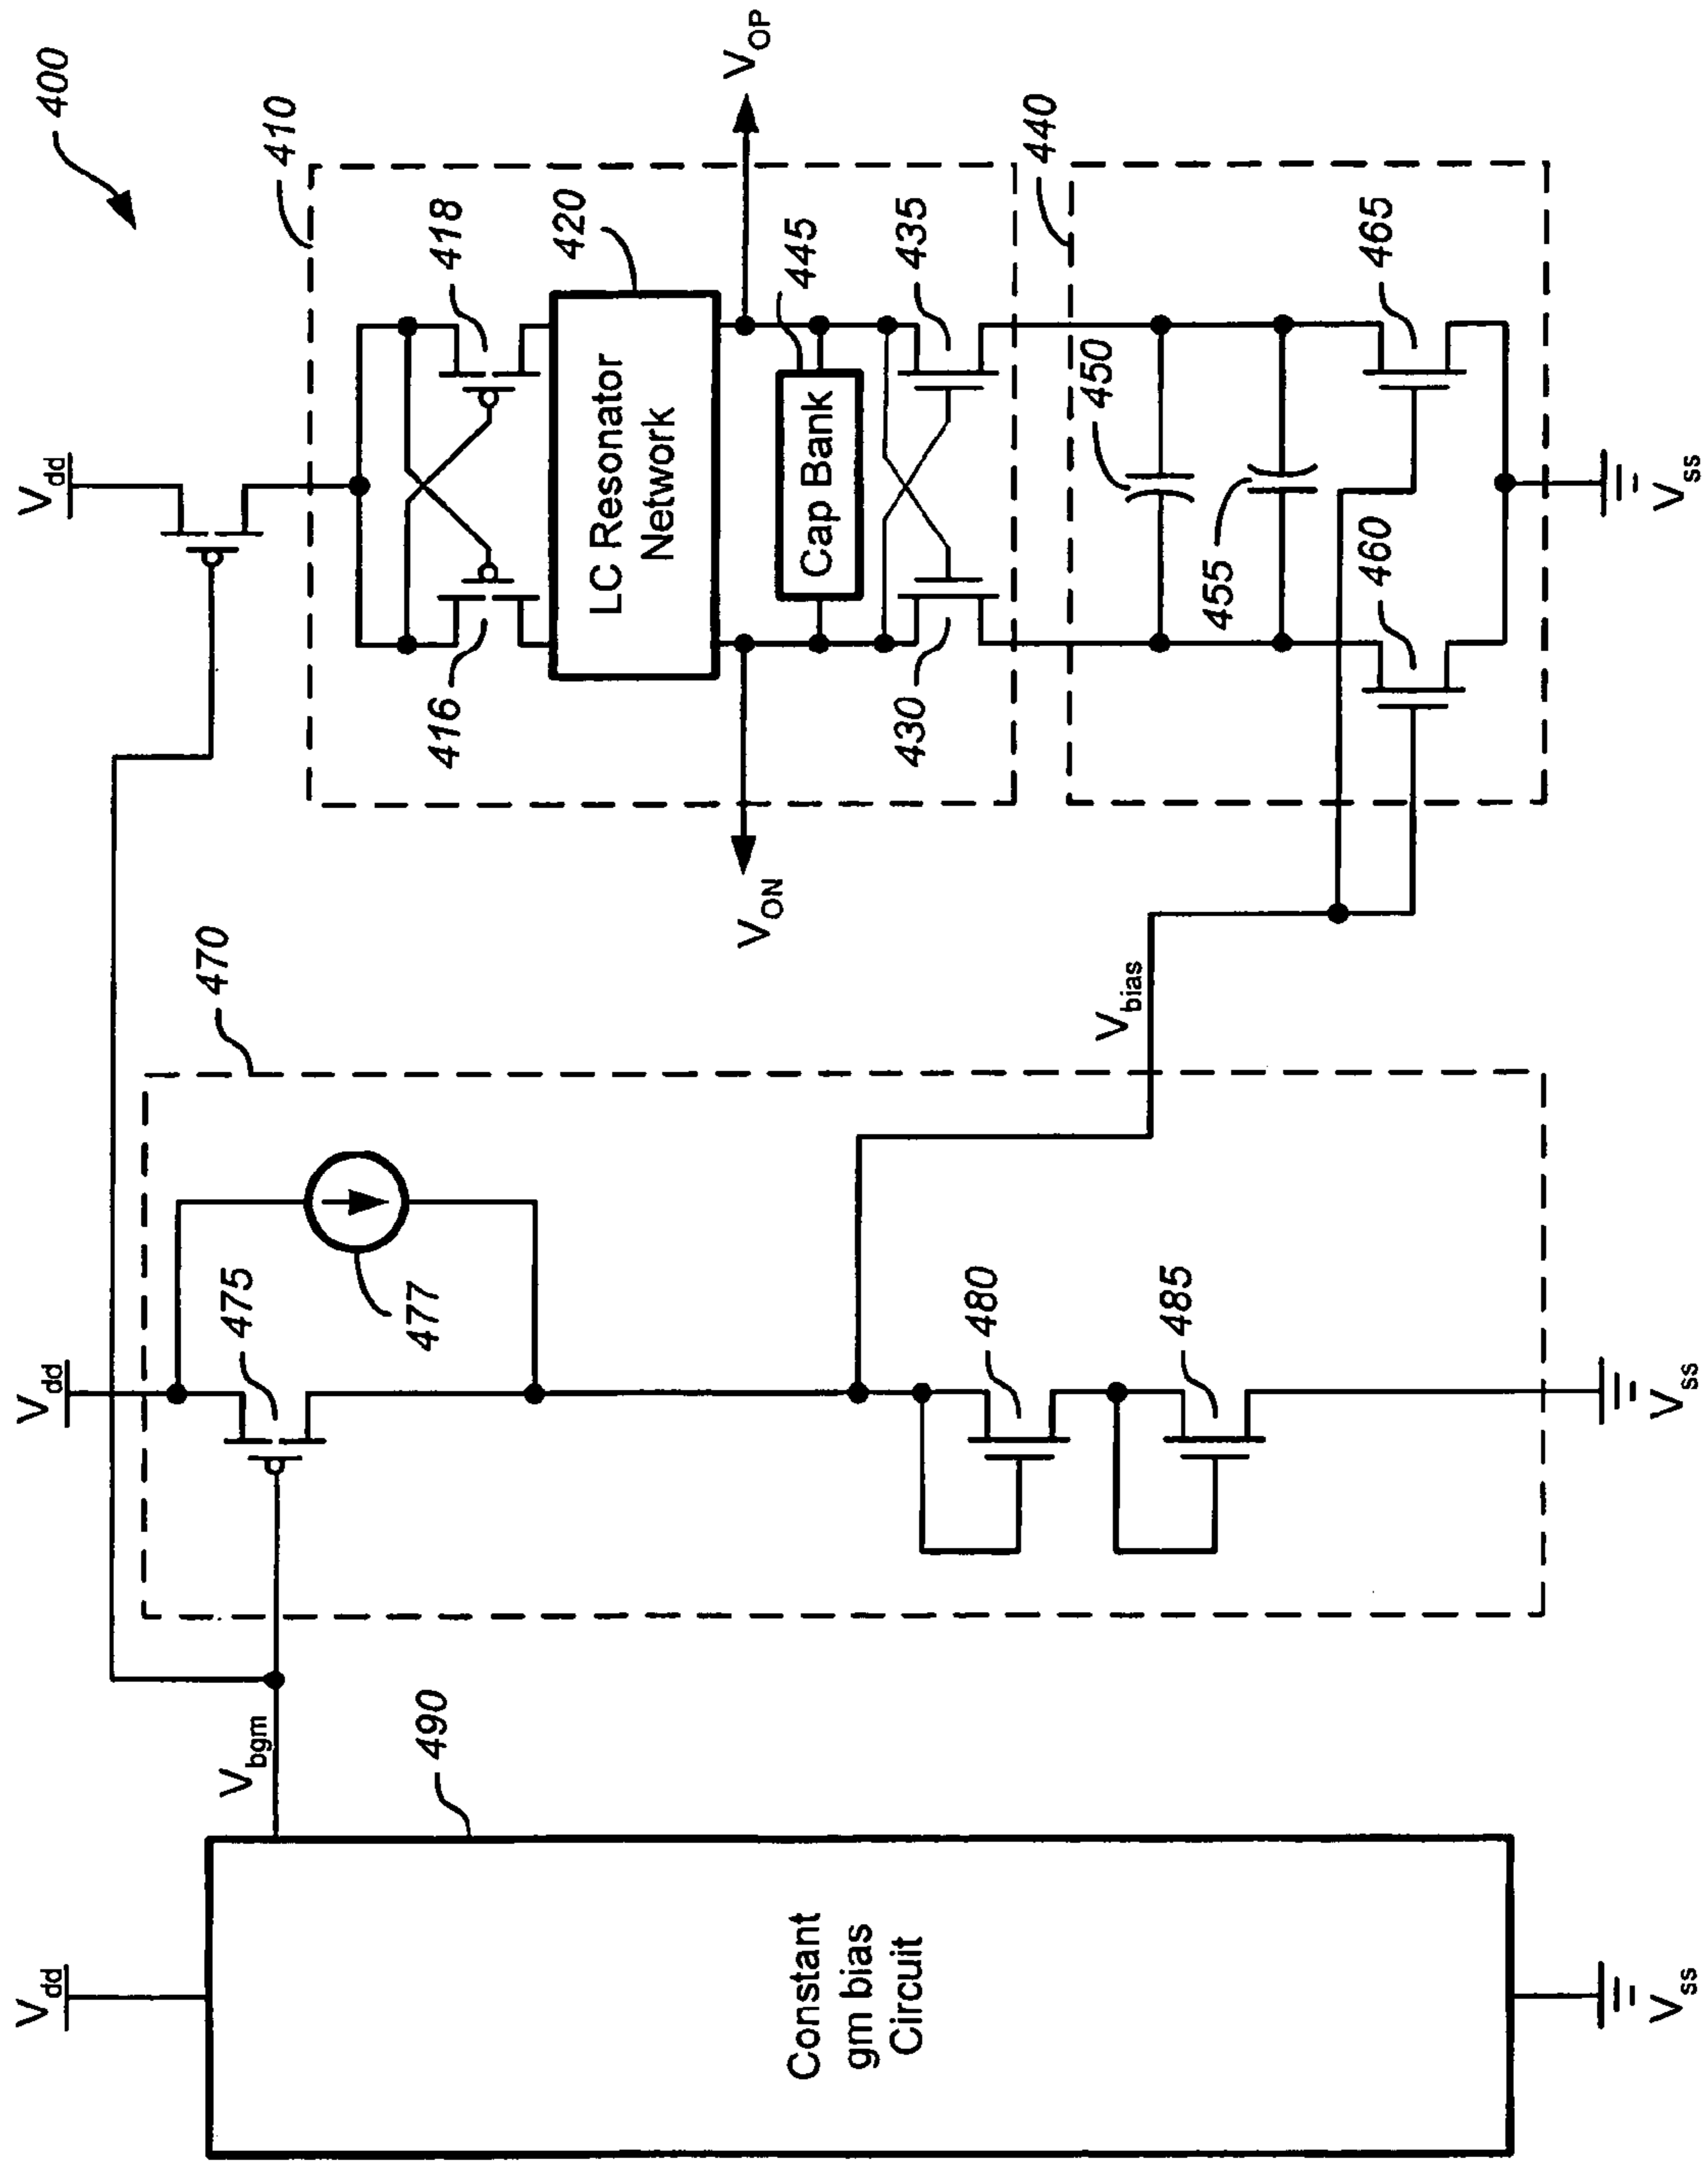 400
V_dd
V_dd
V_dd
410
418
416
LC Resonator
Network
420
V_OP
V_ON
Cap Bank
445
435
430
440
450
455
465
460
V_ss
470
475
477
V_bias
480
485
V_ss
V_bgm
490
Constant
gm bias
Circuit
V_ss